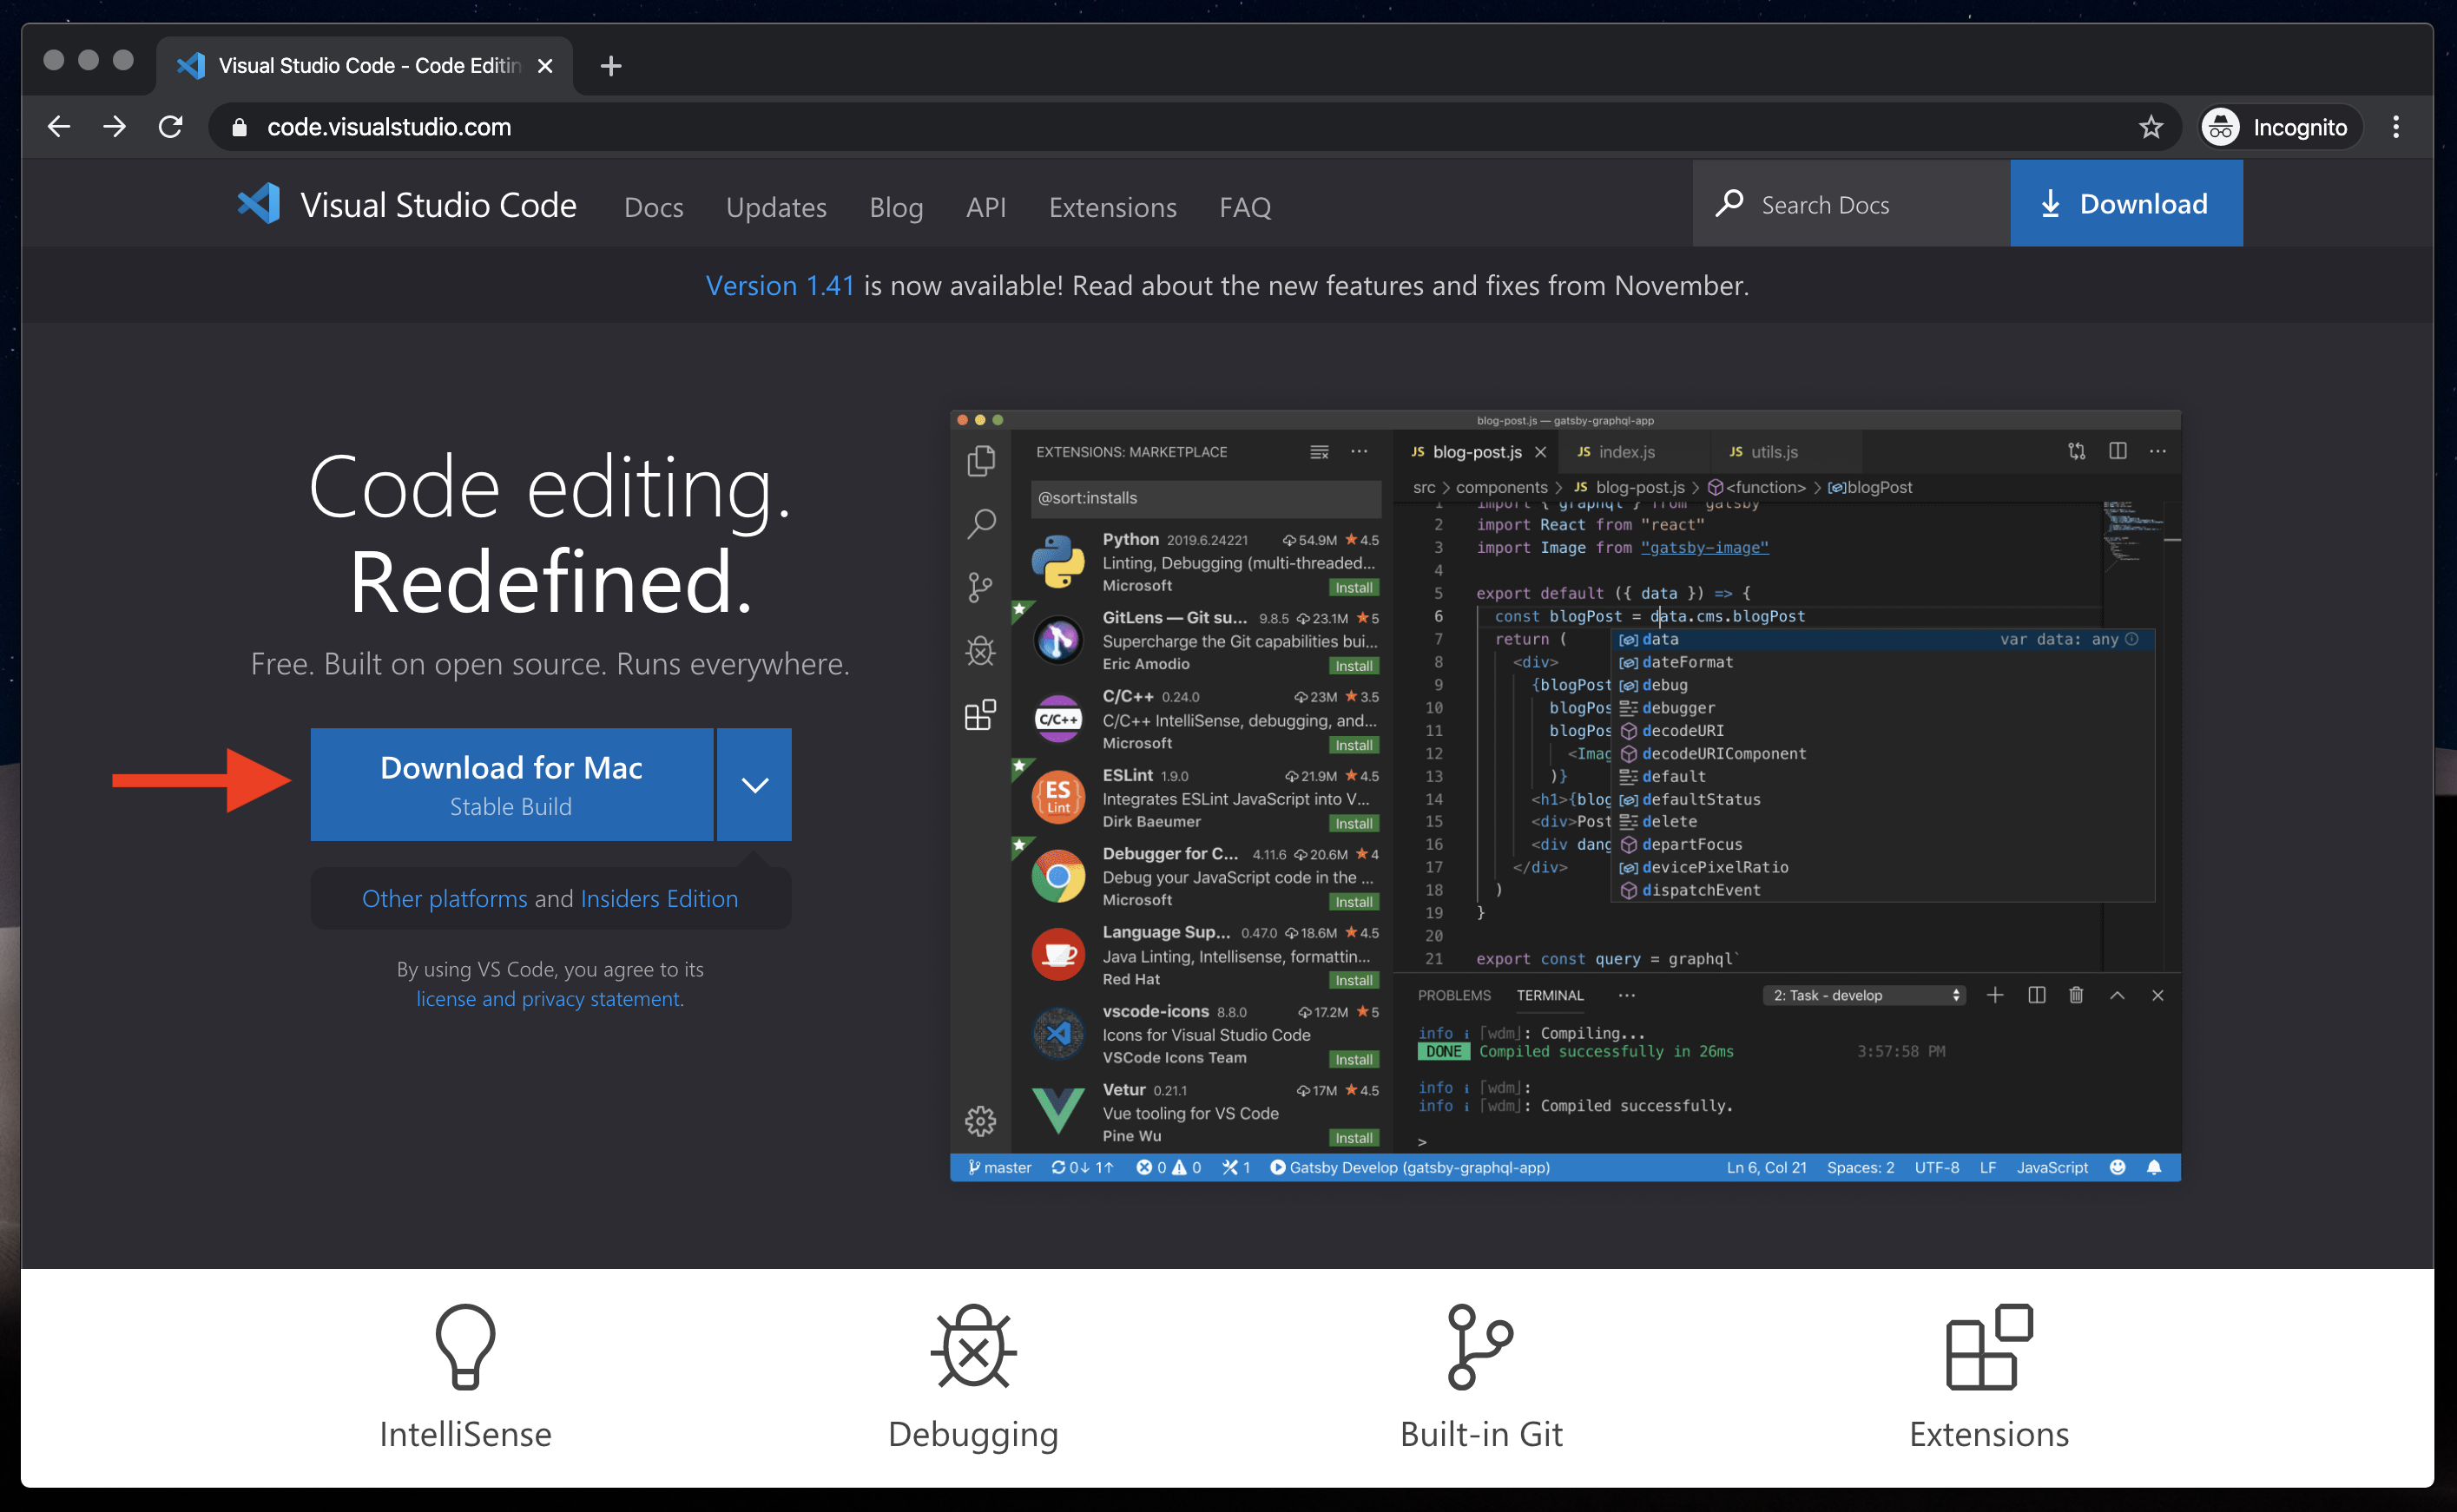 Visual Studio Code - Code Editin
code.visualstudio.com
Incognito
Visual Studio Code
Docs
Updates
Blog
API
Extensions
FAQ
Search Docs
Download
Version 1.41 is now available! Read about the new features and fixes from November.
Code editing.
Redefined.
Free. Built on open source. Runs everywhere.
Download for Mac
Stable Build
Other platforms and Insiders Edition
By using VS Code, you agree to its
license and privacy statement.
blog-post.js — gatsby-graphql-app
EXTENSIONS: MARKETPLACE
@sort:installs
Python 2019.6.24221 54.9M 4.5
Linting, Debugging (multi-threaded...
Microsoft Install
GitLens — Git su... 9.8.5 23.1M 5
Supercharge the Git capabilities bui...
Eric Amodio Install
C/C++
C/C++ 0.24.0 23M 3.5
C/C++ IntelliSense, debugging, and...
Microsoft Install
ES
Lint
ESLint 1.9.0 21.9M 4.5
Integrates ESLint JavaScript into V...
Dirk Baeumer Install
Debugger for C... 4.11.6 20.6M 4
Debug your JavaScript code in the ...
Microsoft Install
Language Sup... 0.47.0 18.6M 4.5
Java Linting, Intellisense, formattin...
Red Hat Install
vscode-icons 8.8.0 17.2M 5
Icons for Visual Studio Code
VSCode Icons Team Install
Vetur 0.21.1 17M 4.5
Vue tooling for VS Code
Pine Wu Install
JS blog-post.js
JS index.js
JS utils.js
src > components > JS blog-post.js > <function> > blogPost
1 import { graphql } from "gatsby"
2 import React from "react"
3 import Image from "gatsby-image"
4
5 export default ({ data }) => {
6 const blogPost = data.cms.blogPost
7 return (
8 <div>
9 {blogPost
10 blogPos
11 blogPos
12 <Imag
13 )}
14 <h1>{blog
15 <div>Post
16 <div dang
17 </div>
18 )
19 }
20
21 export const query = graphql`
data var data: any
dateFormat
debug
debugger
decodeURI
decodeURIComponent
default
defaultStatus
delete
departFocus
devicePixelRatio
dispatchEvent
PROBLEMS
TERMINAL
...
2: Task - develop
info i ｢wdm｣: Compiling...
DONE Compiled successfully in 26ms 3:57:58 PM
info i ｢wdm｣:
info i ｢wdm｣: Compiled successfully.
>
master 0↓ 1↑ 0 0 1 Gatsby Develop (gatsby-graphql-app) Ln 6, Col 21 Spaces: 2 UTF-8 LF JavaScript
IntelliSense
Debugging
Built-in Git
Extensions